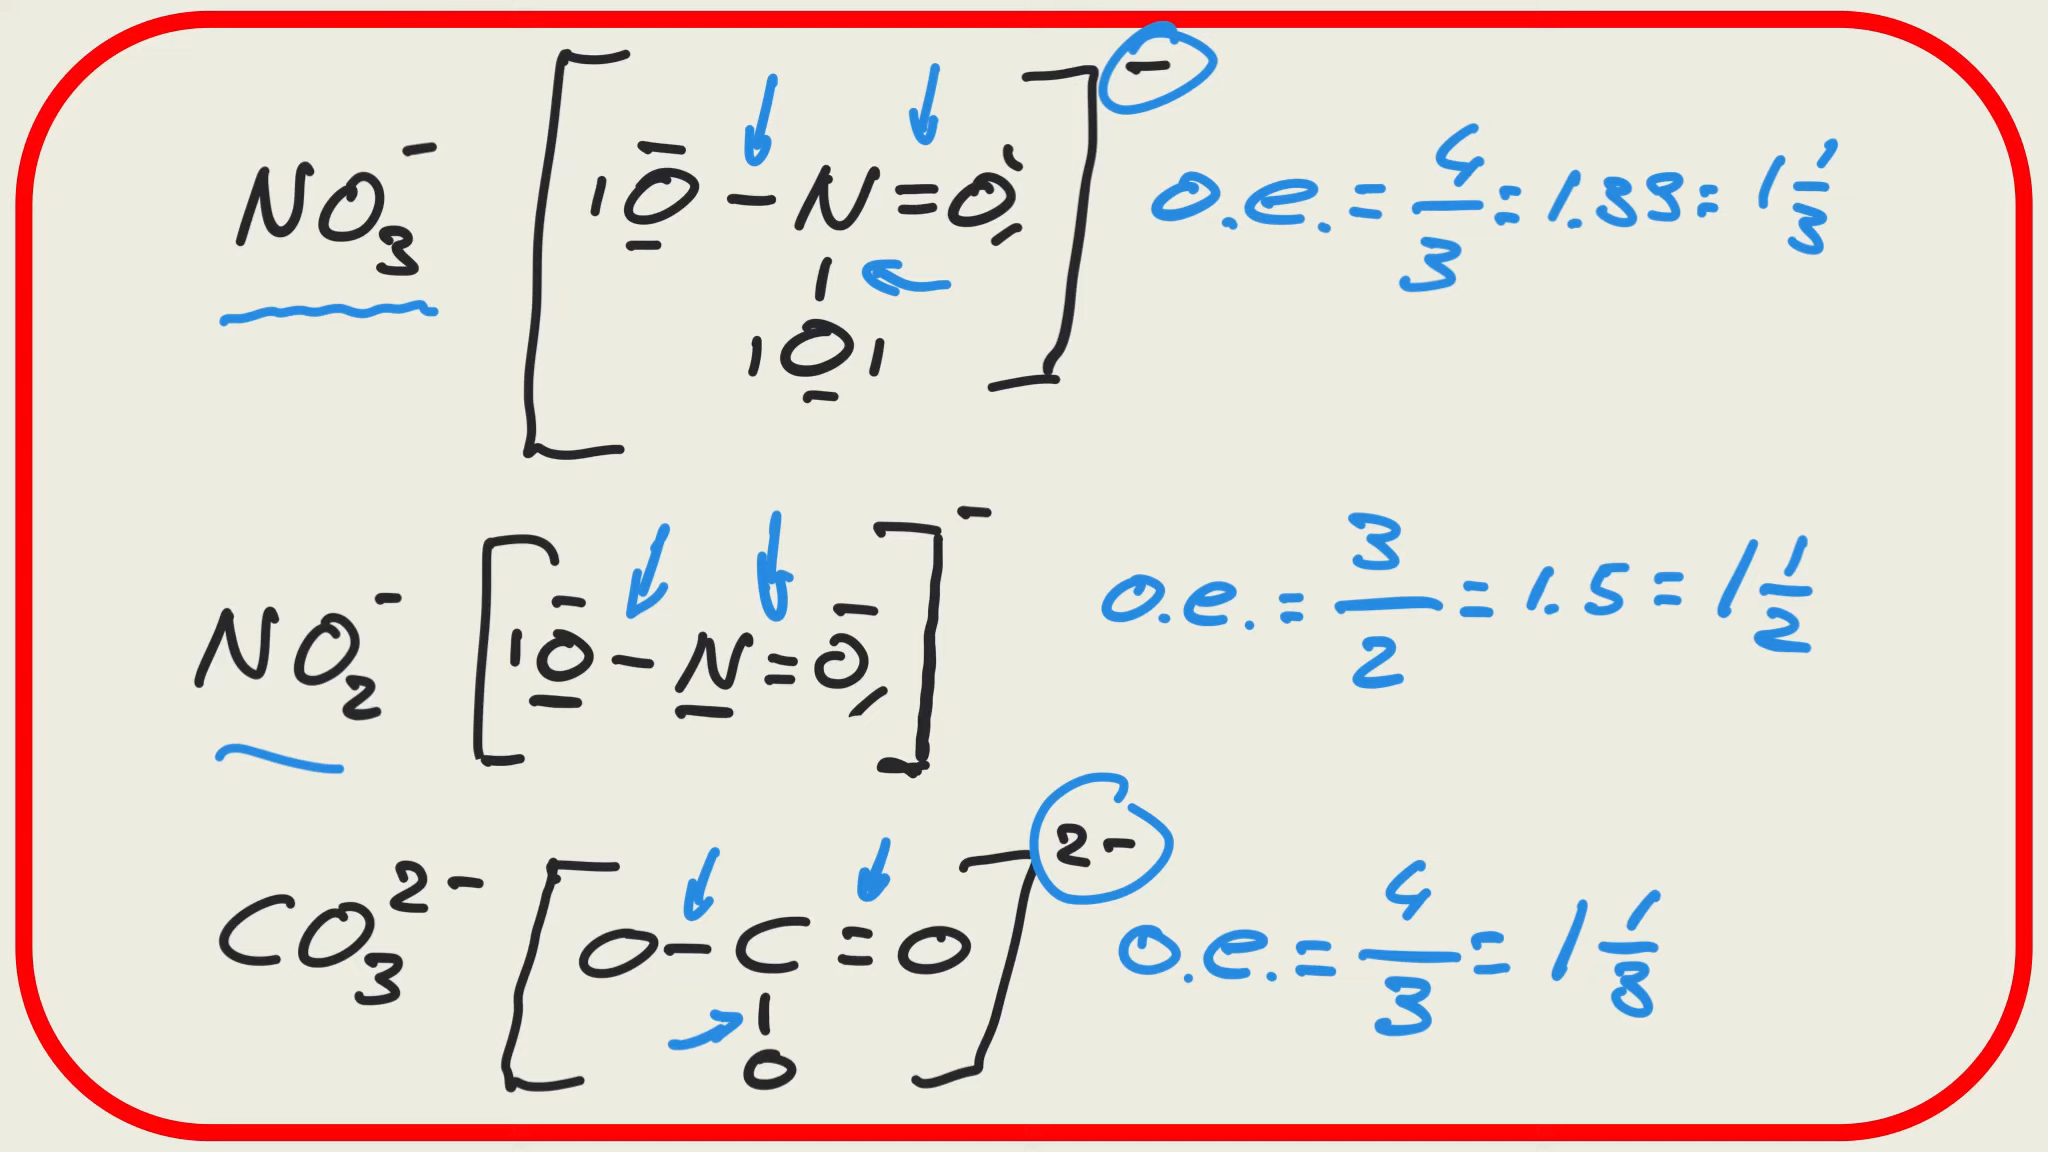 NO₃⁻ [|O̅ - N = O]⁻ o.e. = 4/3 = 1.33 = 1 1/3
|
|O|
NO₂⁻ [|O̅ - N = O̅]⁻ o.e. = 3/2 = 1.5 = 1 1/2
CO₃²⁻ [O - C = O]²⁻ o.e. = 4/3 = 1 1/3
|
O